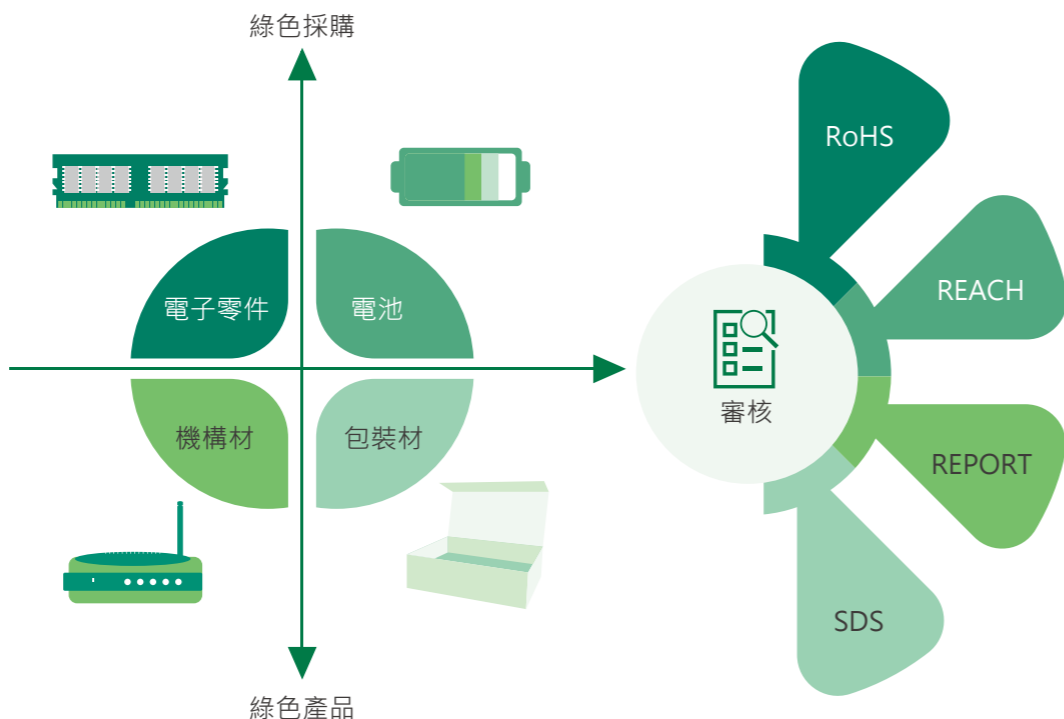 綠色採購
電子零件
電池
機構材
包裝材
綠色產品
審核
RoHS
REACH
REPORT
SDS